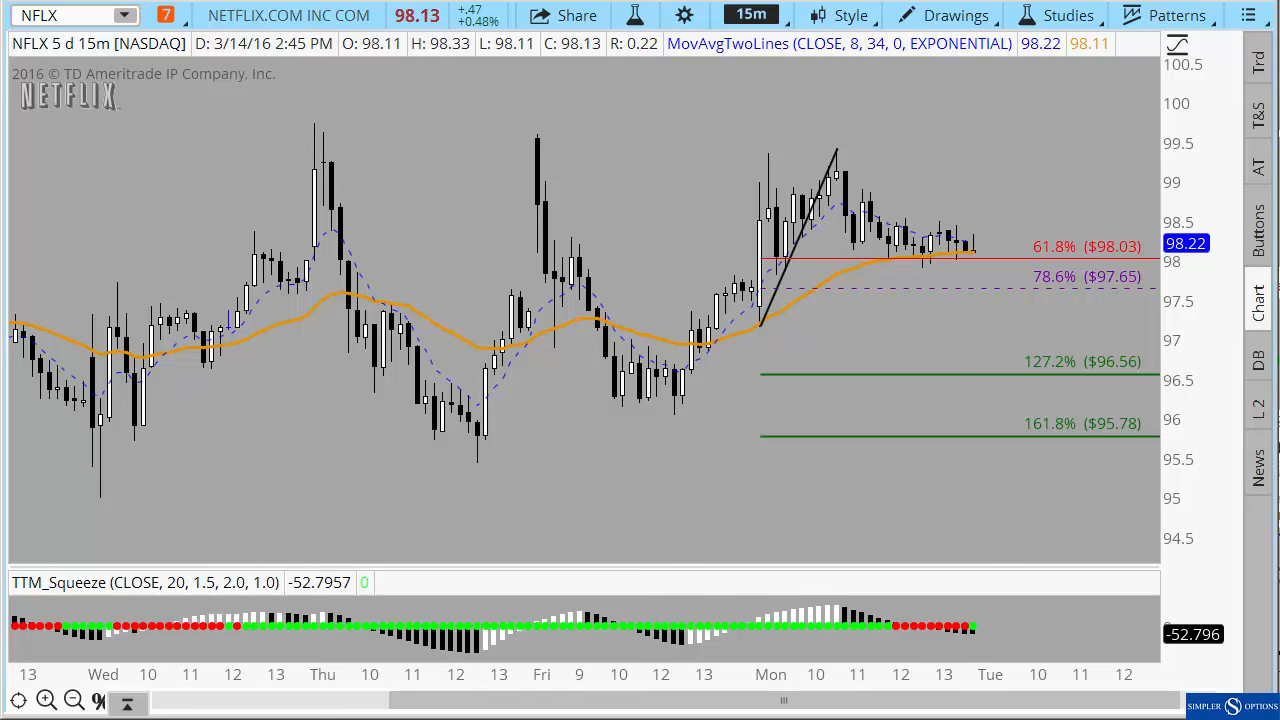 NFLX 7 NETFLIX.COM INC COM 98.13 +.47 +0.48% Share 15m Style Drawings Studies Patterns
NFLX 5 d 15m [NASDAQ] D: 3/14/16 2:45 PM O: 98.11 H: 98.33 L: 98.11 C: 98.13 R: 0.22 MovAvgTwoLines (CLOSE, 8, 34, 0, EXPONENTIAL) 98.22 98.11
2016 © TD Ameritrade IP Company, Inc.
NETFLIX
100.5
100
99.5
99
98.5
98.22
98
97.5
97
96.5
96
95.5
95
94.5
61.8% ($98.03)
78.6% ($97.65)
127.2% ($96.56)
161.8% ($95.78)
Trd
T&S
AT
Buttons
Chart
DB
L 2
News
TTM_Squeeze (CLOSE, 20, 1.5, 2.0, 1.0) -52.7957 0
-52.796
13 Wed 10 11 12 13 Thu 10 11 12 13 Fri 9 10 11 12 13 Mon 10 11 12 13 Tue 10 11 12
%
SIMPLER S OPTIONS